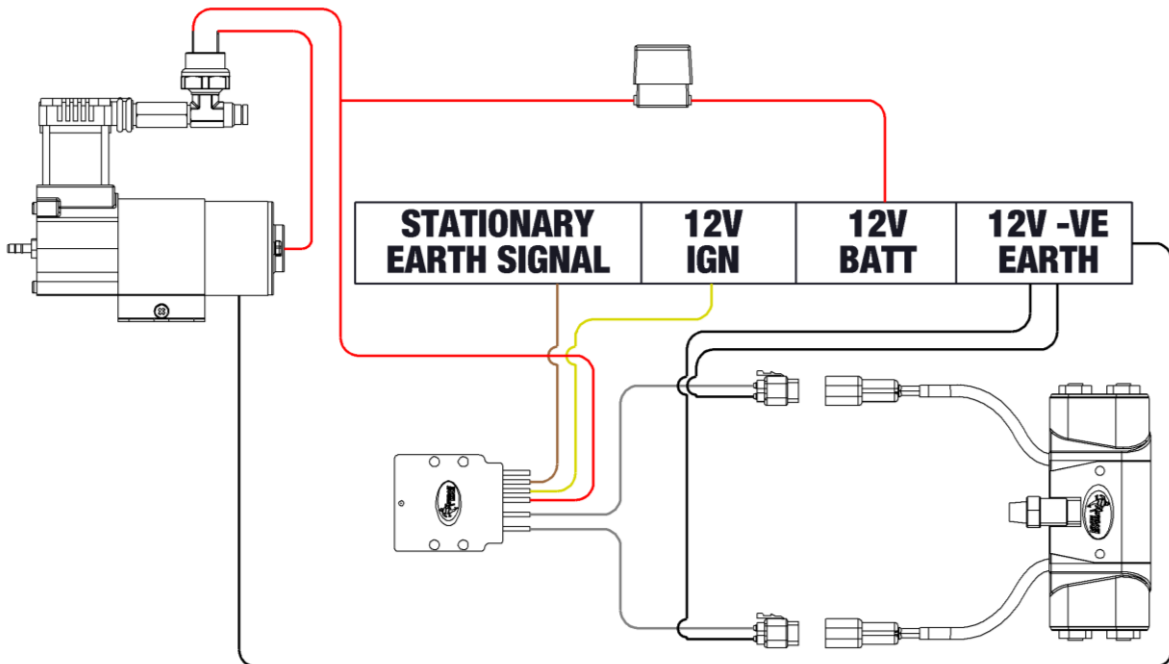 STATIONARY
EARTH SIGNAL
12V
IGN
12V
BATT
12V -VE
EARTH